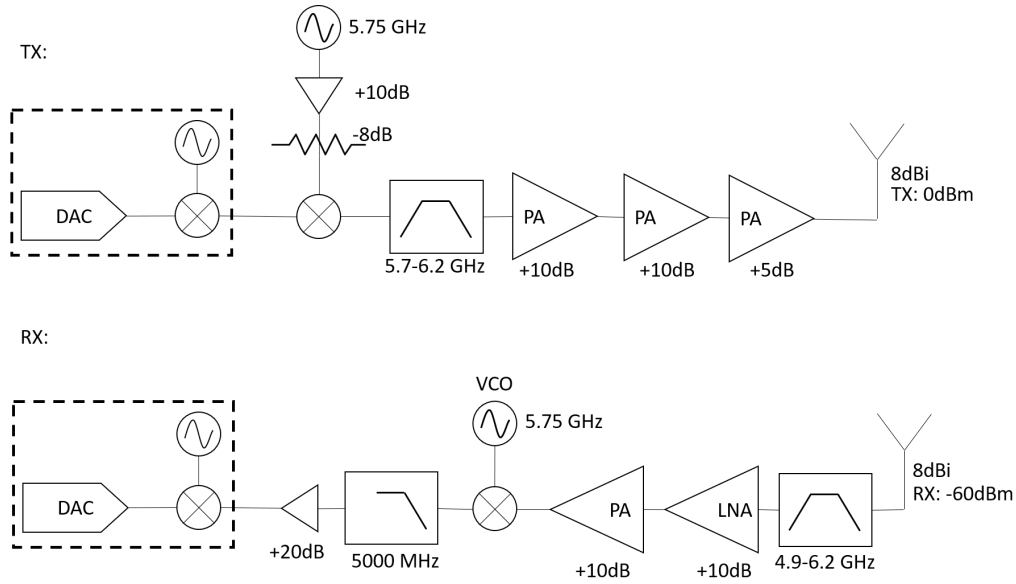 5.75 GHz
TX:
+10dB
-8dB
8dBi
TX: 0dBm
DAC
PA
PA
PA
5.7-6.2 GHz
+10dB
+10dB
+5dB
RX:
VCO
5.75 GHz
8dBi
RX: -60dBm
DAC
PA
LNA
+20dB
5000 MHz
+10dB
+10dB
4.9-6.2 GHz